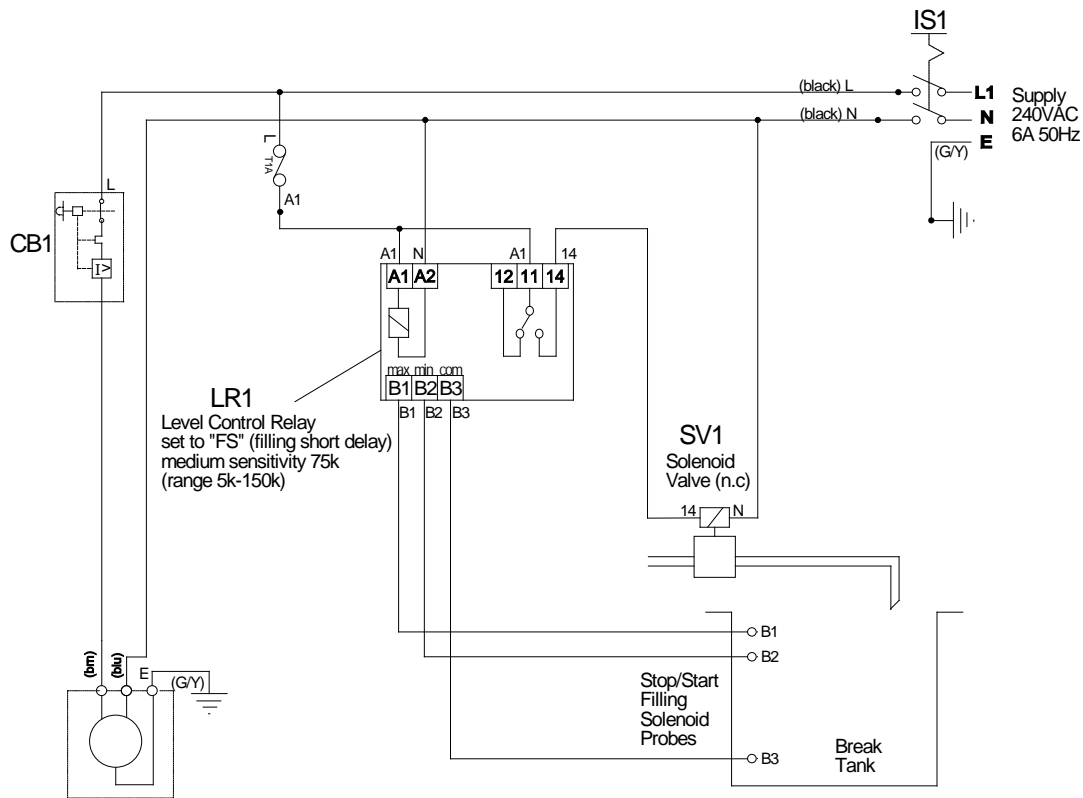 IS1
(black) L
L1
Supply
240VAC
6A 50Hz
(black) N
N
E
(G/Y)
L
T1A
A1
L
CB1
I>
A1
N
A1
14
A1
A2
12
11
14
max
min
com
B1
B2
B3
B1
B2
B3
LR1
Level Control Relay
set to "FS" (filling short delay)
medium sensitivity 75k
(range 5k-150k)
SV1
Solenoid
Valve (n.c)
14
N
B1
B2
B3
Stop/Start
Filling
Solenoid
Probes
Break
Tank
(brn)
(blu)
E
(G/Y)